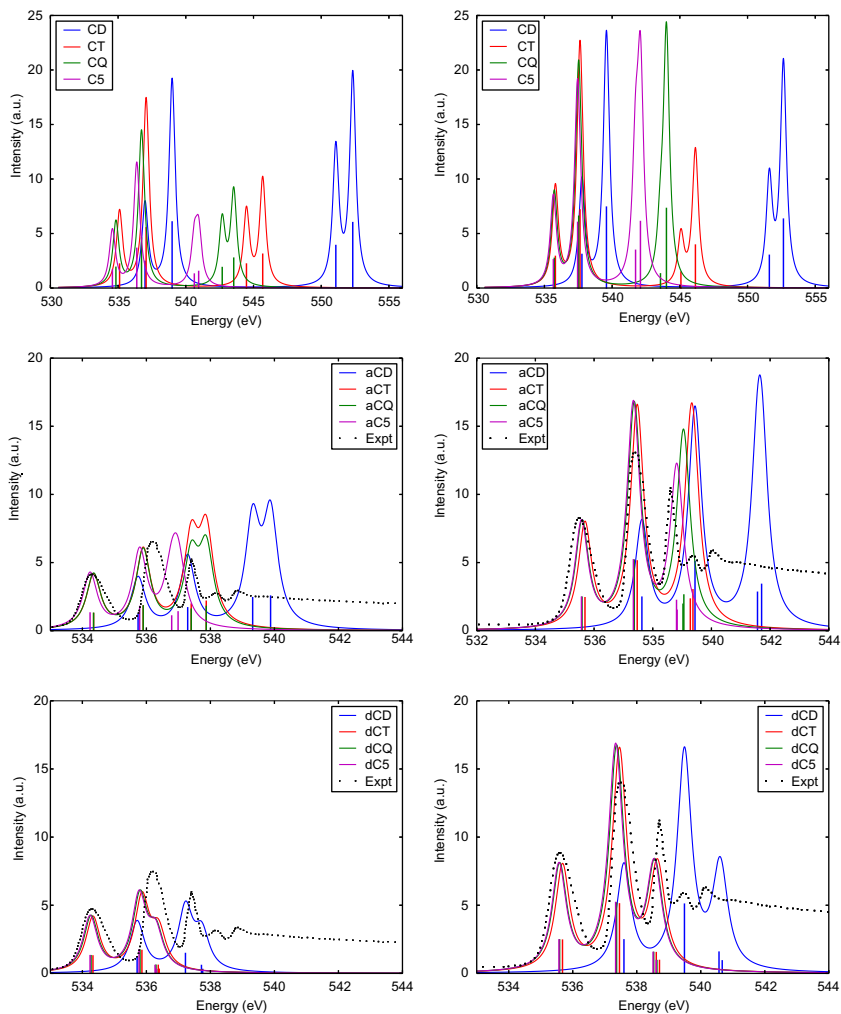 25
20
15
10
5
0
530
535
540
545
550
555
Intensity (a.u.)
Energy (eV)
CD
CT
CQ
C5
25
20
15
10
5
0
530
535
540
545
550
555
Intensity (a.u.)
Energy (eV)
CD
CT
CQ
C5
20
15
10
5
0
534
536
538
540
542
544
Intensity (a.u.)
Energy (eV)
aCD
aCT
aCQ
aC5
Expt
20
15
10
5
0
532
534
535
537
539
540
542
544
Intensity (a.u.)
Energy (eV)
aCD
aCT
aCQ
aC5
Expt
20
15
10
5
0
534
536
538
540
542
544
Intensity (a.u.)
Energy (eV)
dCD
dCT
dCQ
dC5
Expt
20
15
10
5
0
534
536
538
540
542
544
Intensity (a.u.)
Energy (eV)
dCD
dCT
dCQ
dC5
Expt